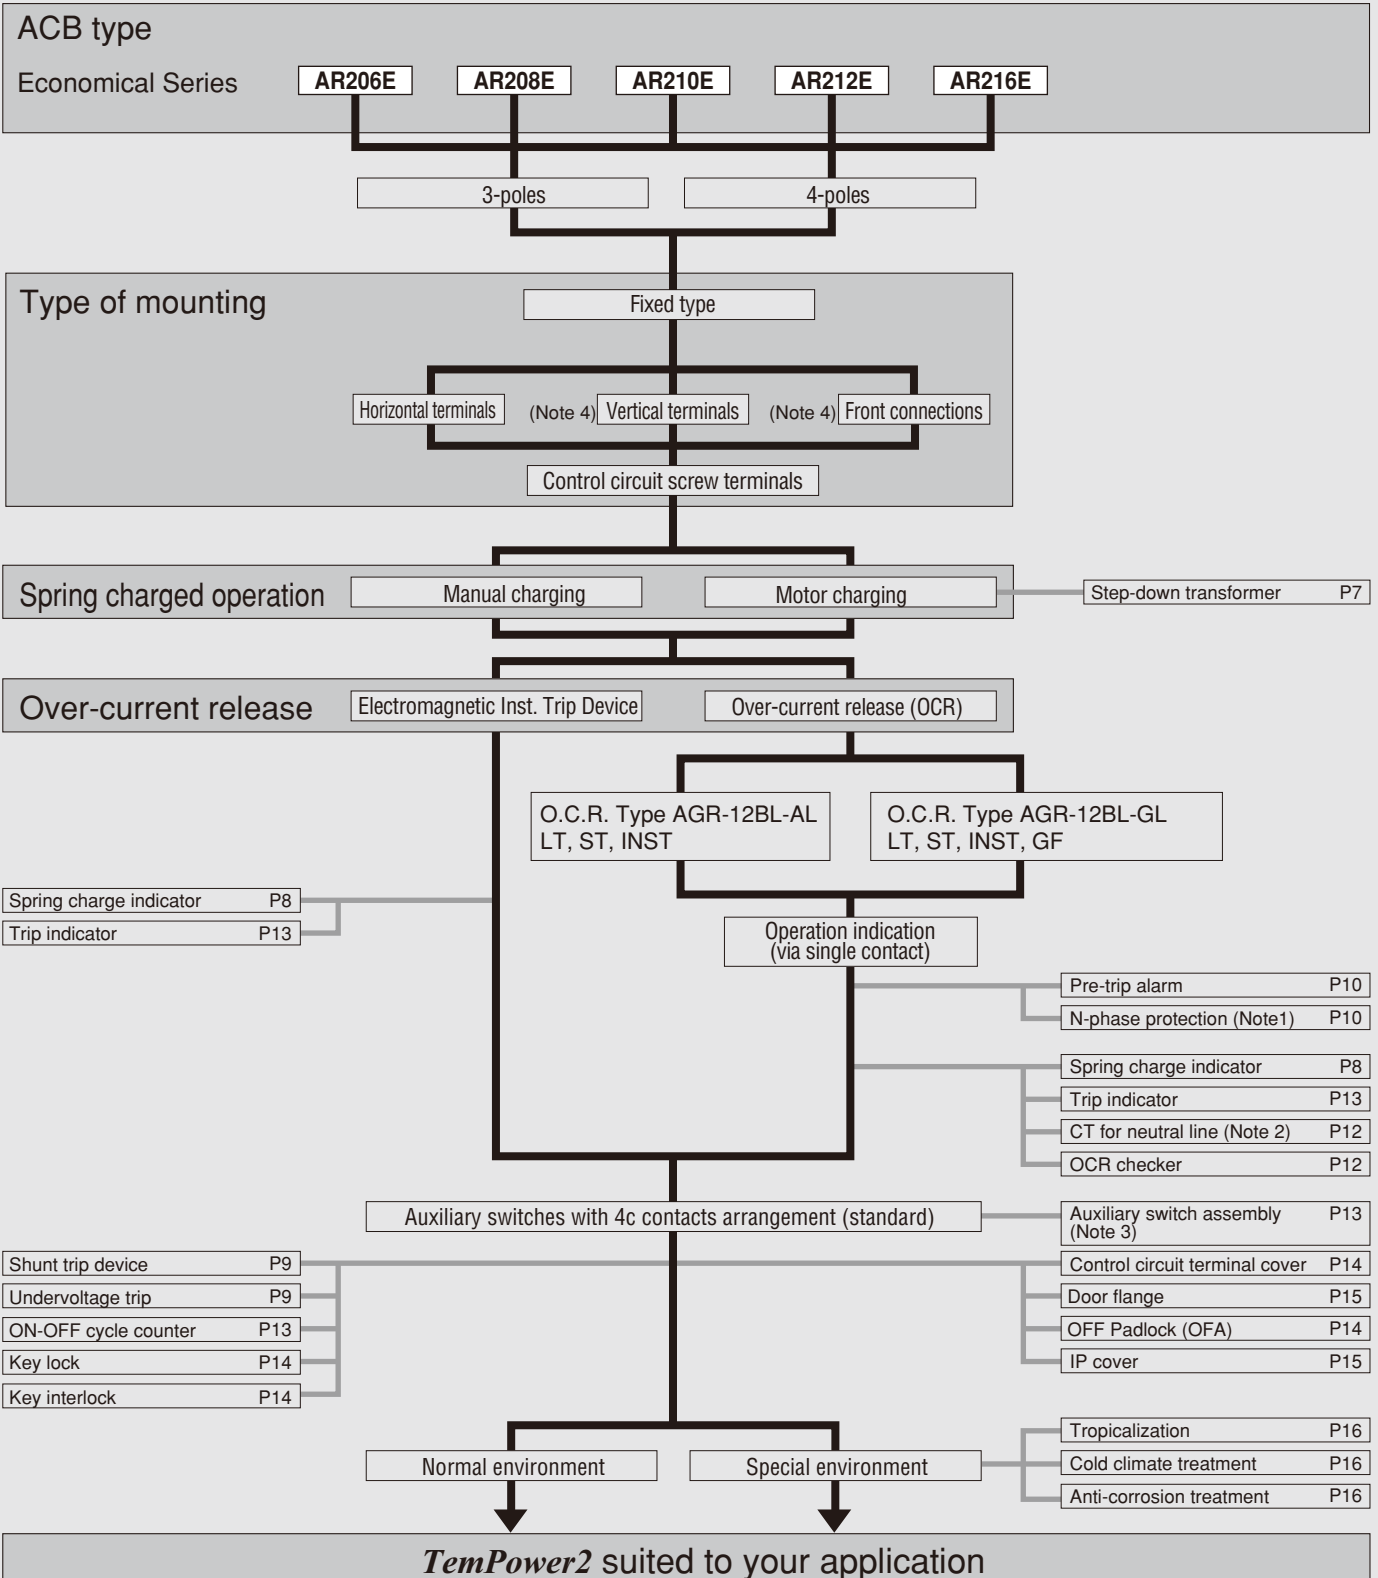 ACB type
Economical Series AR206E AR208E AR210E AR212E AR216E
3-poles 4-poles
Type of mounting
Fixed type
Horizontal terminals (Note 4) Vertical terminals (Note 4) Front connections
Control circuit screw terminals
Spring charged operation Manual charging Motor charging Step-down transformer P7
Over-current release Electromagnetic Inst. Trip Device Over-current release (OCR)
O.C.R. Type AGR-12BL-AL
LT, ST, INST
O.C.R. Type AGR-12BL-GL
LT, ST, INST, GF
Spring charge indicator P8
Trip indicator P13
Operation indication
(via single contact)
Pre-trip alarm P10
N-phase protection (Note1) P10
Spring charge indicator P8
Trip indicator P13
CT for neutral line (Note 2) P12
OCR checker P12
Auxiliary switches with 4c contacts arrangement (standard)
Auxiliary switch assembly P13
(Note 3)
Shunt trip device P9
Undervoltage trip P9
ON-OFF cycle counter P13
Key lock P14
Key interlock P14
Control circuit terminal cover P14
Door flange P15
OFF Padlock (OFA) P14
IP cover P15
Normal environment Special environment
Tropicalization P16
Cold climate treatment P16
Anti-corrosion treatment P16
TemPower2 suited to your application